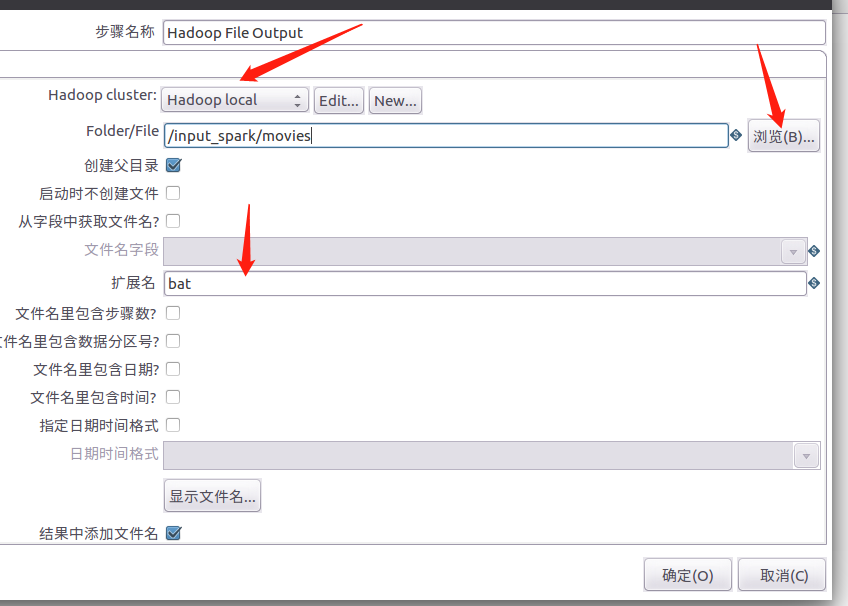 步骤名称 Hadoop File Output
Hadoop cluster: Hadoop local Edit... New...
Folder/File /input_spark/movies 浏览(B)...
创建父目录
启动时不创建文件
从字段中获取文件名?
文件名字段
扩展名 bat
文件名里包含步骤数?
件名里包含数据分区号?
文件名里包含日期?
文件名里包含时间?
指定日期时间格式
日期时间格式
显示文件名...
结果中添加文件名
确定(O) 取消(C)